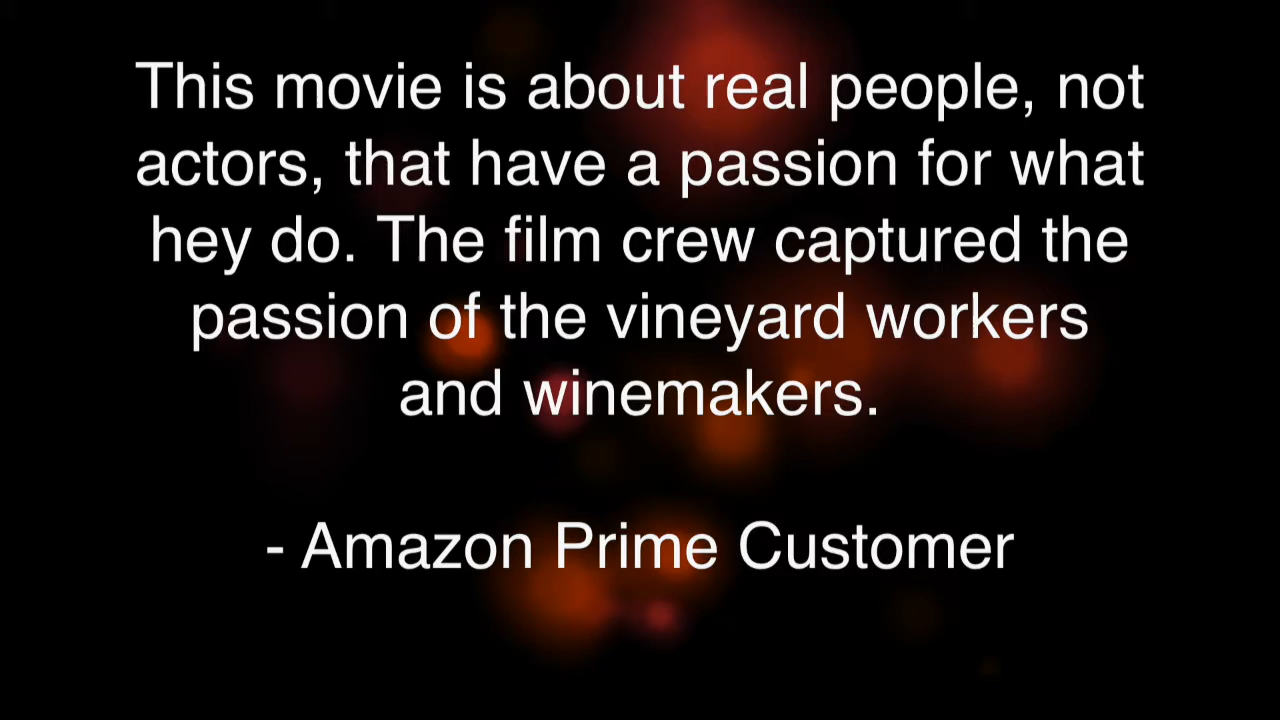 This movie is about real people, not
actors, that have a passion for what
hey do. The film crew captured the
passion of the vineyard workers
and winemakers.
- Amazon Prime Customer